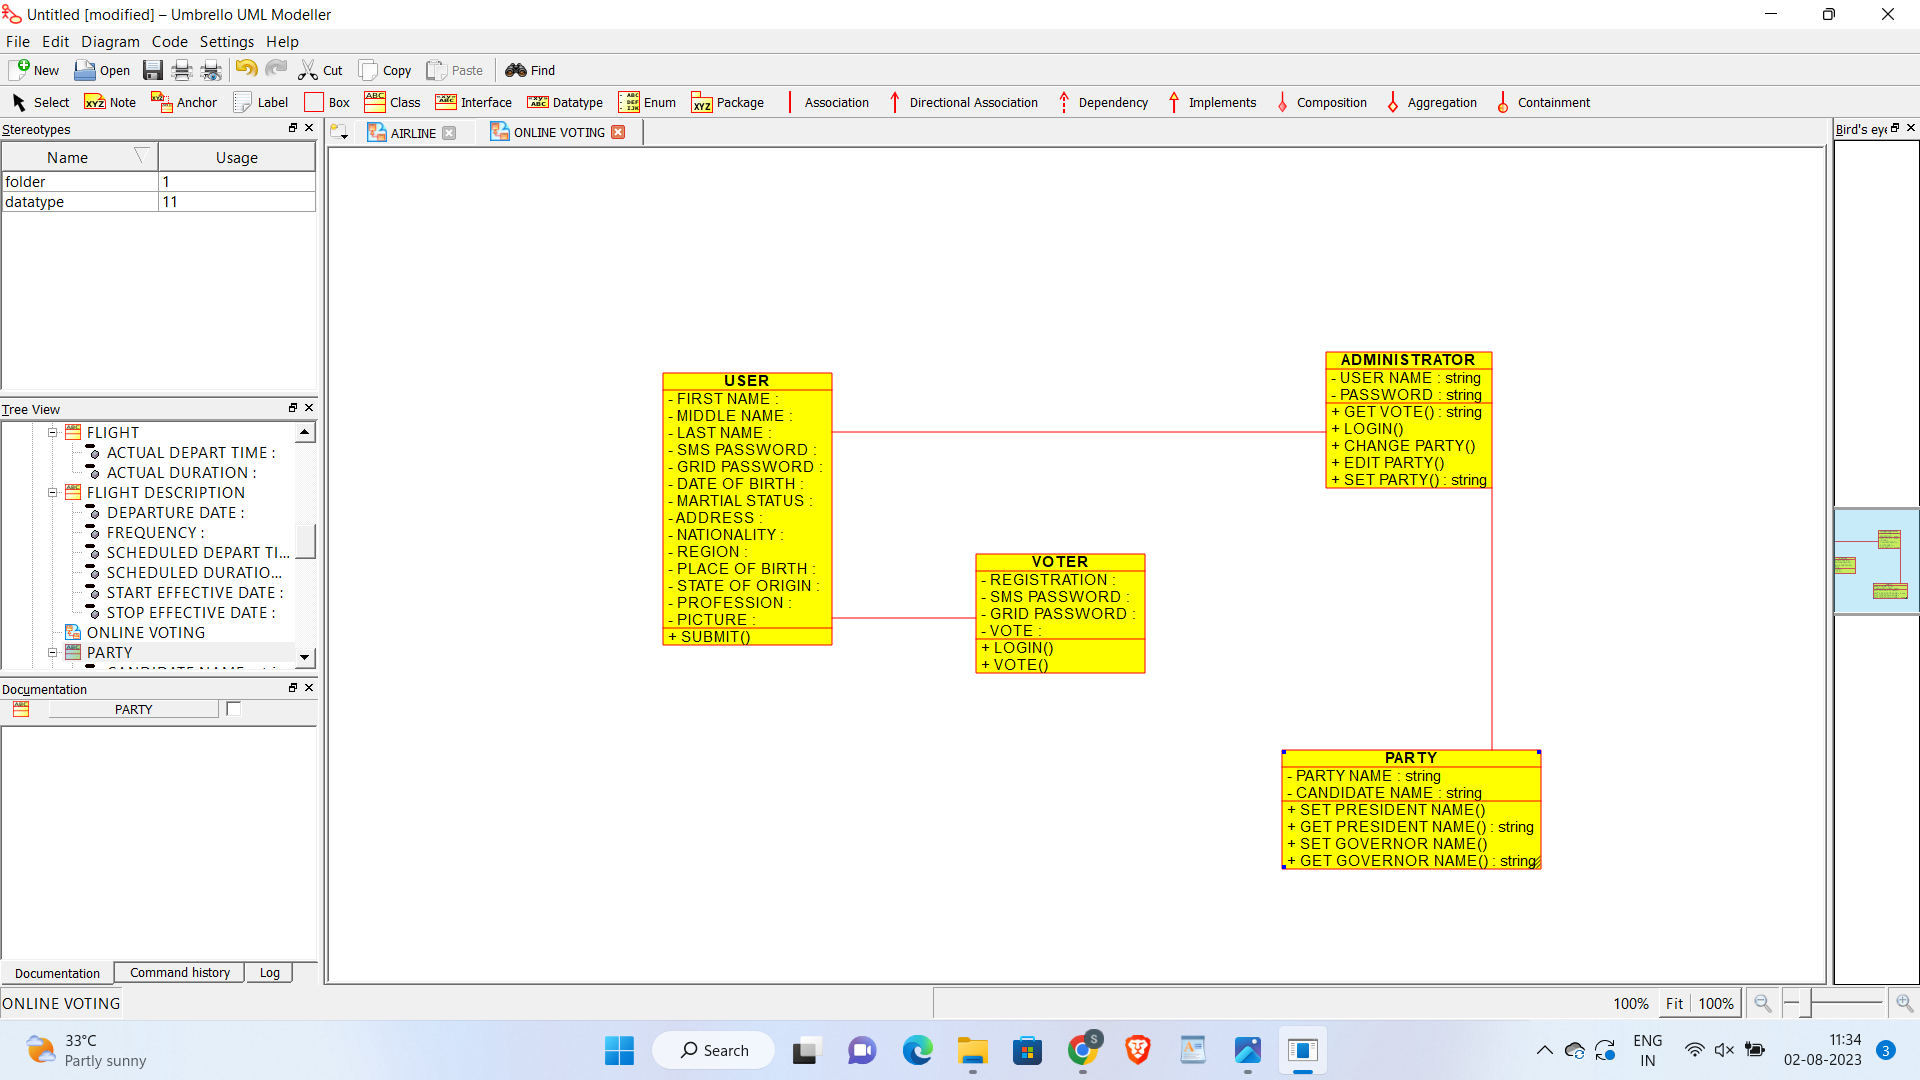 Untitled [modified] – Umbrello UML Modeller
File Edit Diagram Code Settings Help
New Open Cut Copy Paste Find
Select Note Anchor Label Box Class Interface Datatype Enum Package Association Directional Association Dependency Implements Composition Aggregation Containment
Stereotypes
Name Usage
folder 1
datatype 11
Tree View
FLIGHT
ACTUAL DEPART TIME :
ACTUAL DURATION :
FLIGHT DESCRIPTION
DEPARTURE DATE :
FREQUENCY :
SCHEDULED DEPART TI...
SCHEDULED DURATIO...
START EFFECTIVE DATE :
STOP EFFECTIVE DATE :
ONLINE VOTING
PARTY
Documentation
PARTY
Documentation Command history Log
AIRLINE ONLINE VOTING
USER
- FIRST NAME :
- MIDDLE NAME :
- LAST NAME :
- SMS PASSWORD :
- GRID PASSWORD :
- DATE OF BIRTH :
- MARTIAL STATUS :
- ADDRESS :
- NATIONALITY :
- REGION :
- PLACE OF BIRTH :
- STATE OF ORIGIN :
- PROFESSION :
- PICTURE :
+ SUBMIT()
VOTER
- REGISTRATION :
- SMS PASSWORD :
- GRID PASSWORD :
- VOTE :
+ LOGIN()
+ VOTE()
ADMINISTRATOR
- USER NAME : string
- PASSWORD : string
+ GET VOTE() : string
+ LOGIN()
+ CHANGE PARTY()
+ EDIT PARTY()
+ SET PARTY() : string
PARTY
- PARTY NAME : string
- CANDIDATE NAME : string
+ SET PRESIDENT NAME()
+ GET PRESIDENT NAME() : string
+ SET GOVERNOR NAME()
+ GET GOVERNOR NAME() : string
Bird's eye
ONLINE VOTING
100% Fit 100%
33°C
Partly sunny
Search
S
ENG
IN
11:34
02-08-2023
3